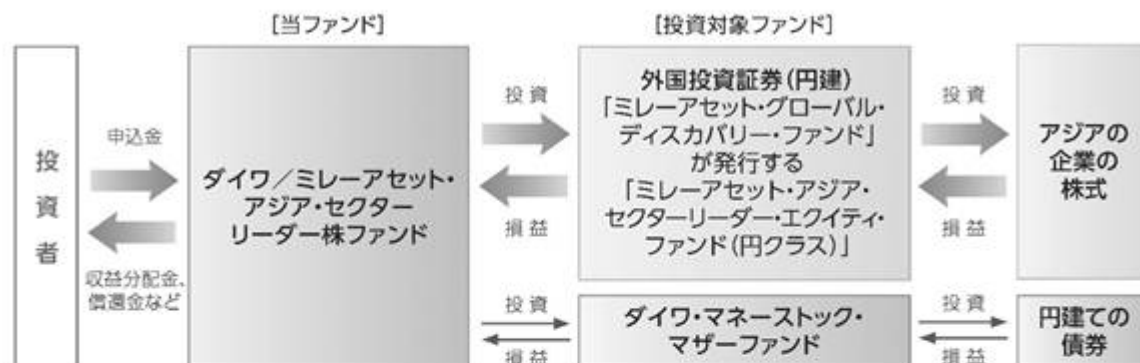 [当ファンド]
[投資対象ファンド]
投資者
申込金
収益分配金、
償還金など
ダイワ／ミレーアセット・
アジア・セクター
リーダー株ファンド
投資
損益
外国投資証券(円建)
「ミレーアセット・グローバル・
ディスカバリー・ファンド」
が発行する
「ミレーアセット・アジア・
セクターリーダー・エクイティ・
ファンド(円クラス)」
投資
損益
アジアの
企業の
株式
投資
損益
ダイワ・マネーストック・
マザーファンド
投資
損益
円建ての
債券